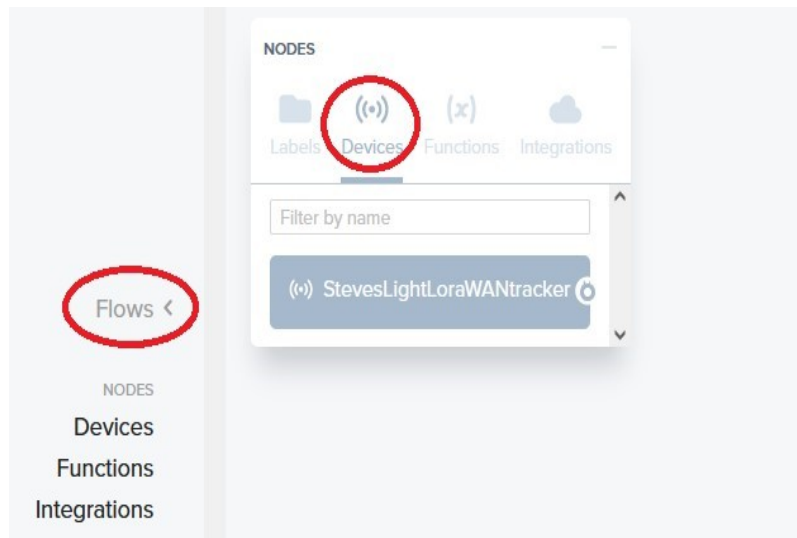 NODES
Labels Devices Functions Integrations
Filter by name
StevesLightLoraWANtracker
Flows
NODES
Devices
Functions
Integrations